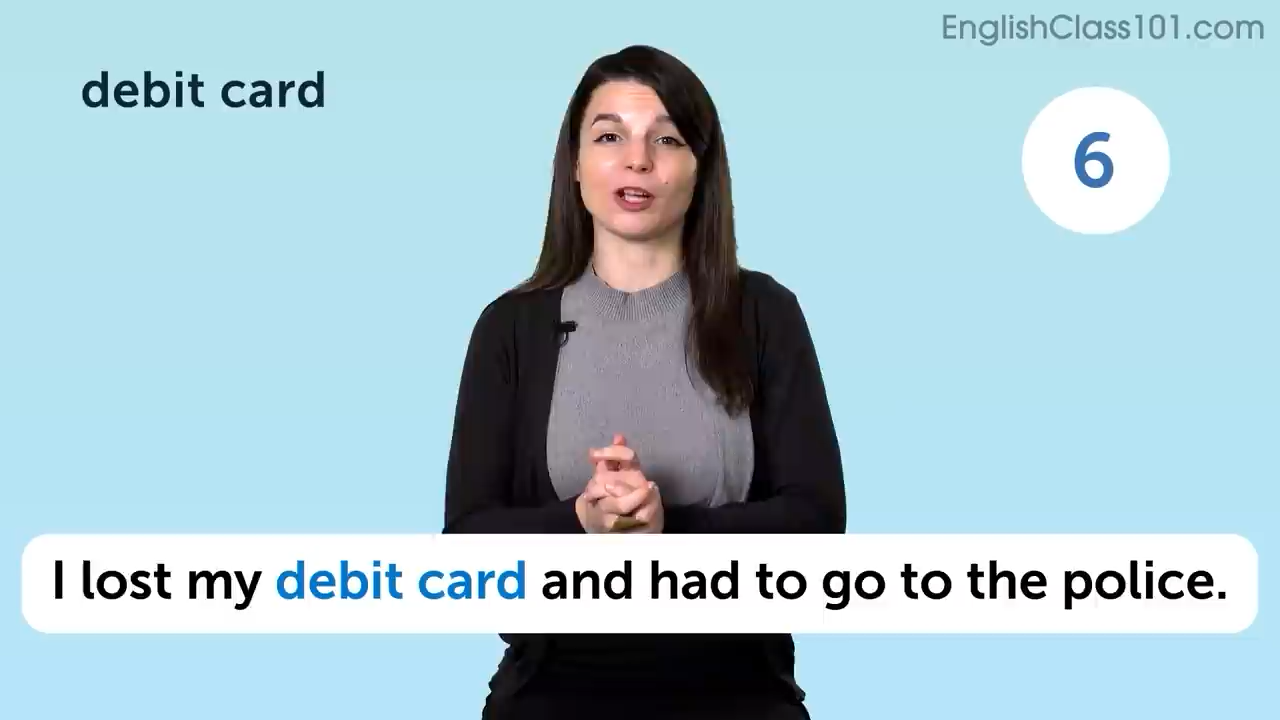 EnglishClass101.com
debit card
6
I lost my debit card and had to go to the police.